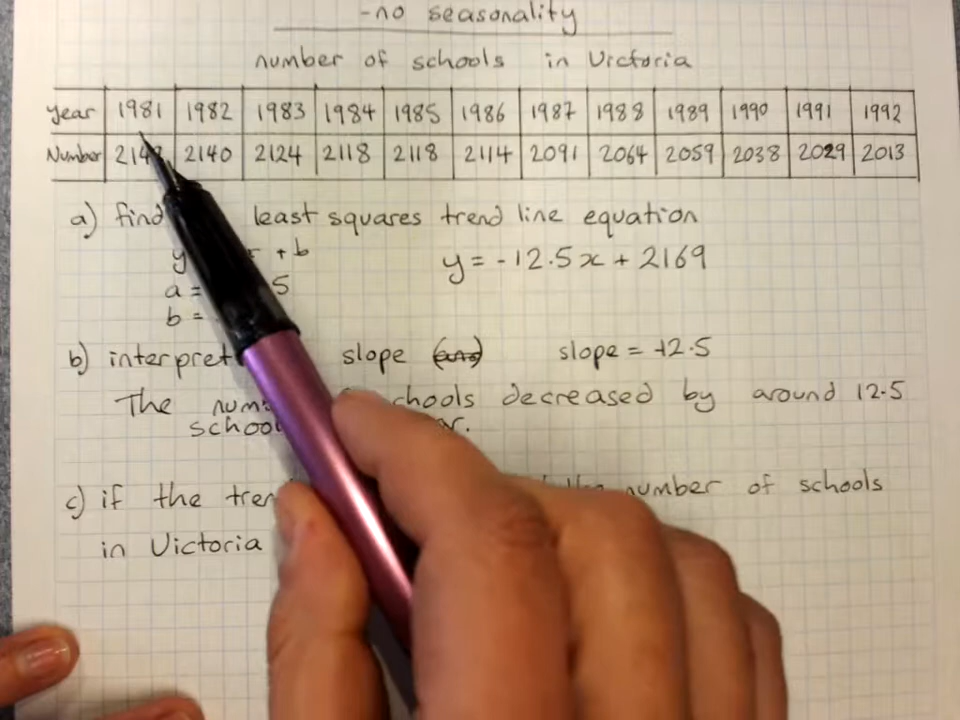 -no seasonality
number of schools in Victoria
year 1981 1982 1983 1984 1985 1986 1987 1988 1989 1990 1991 1992
Number 2140 2124 2118 2118 2114 2091 2064 2059 2038 2029 2013
a) find least squares trend line equation
y + b y = -12.5x + 2169
a = 5
b =
b) interpret slope (and) slope = -12.5
The schools decreased by around 12.5
c) if the number of schools
in Victoria